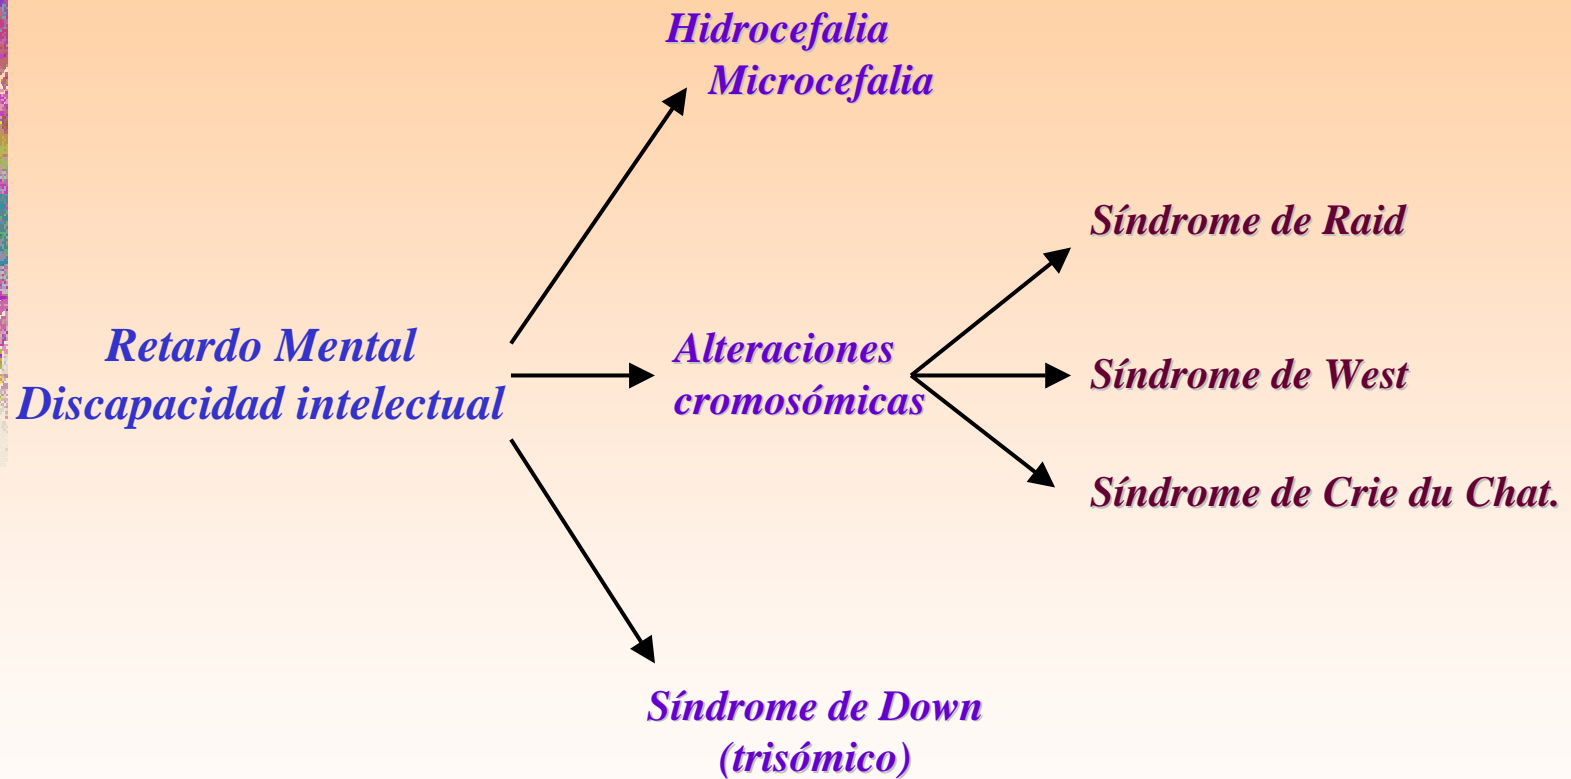 Hidrocefalia
Microcefalia
Síndrome de Raid
Retardo Mental
Discapacidad intelectual
Alteraciones
cromosómicas
Síndrome de West
Síndrome de Crie du Chat.
Síndrome de Down
(trisómico)